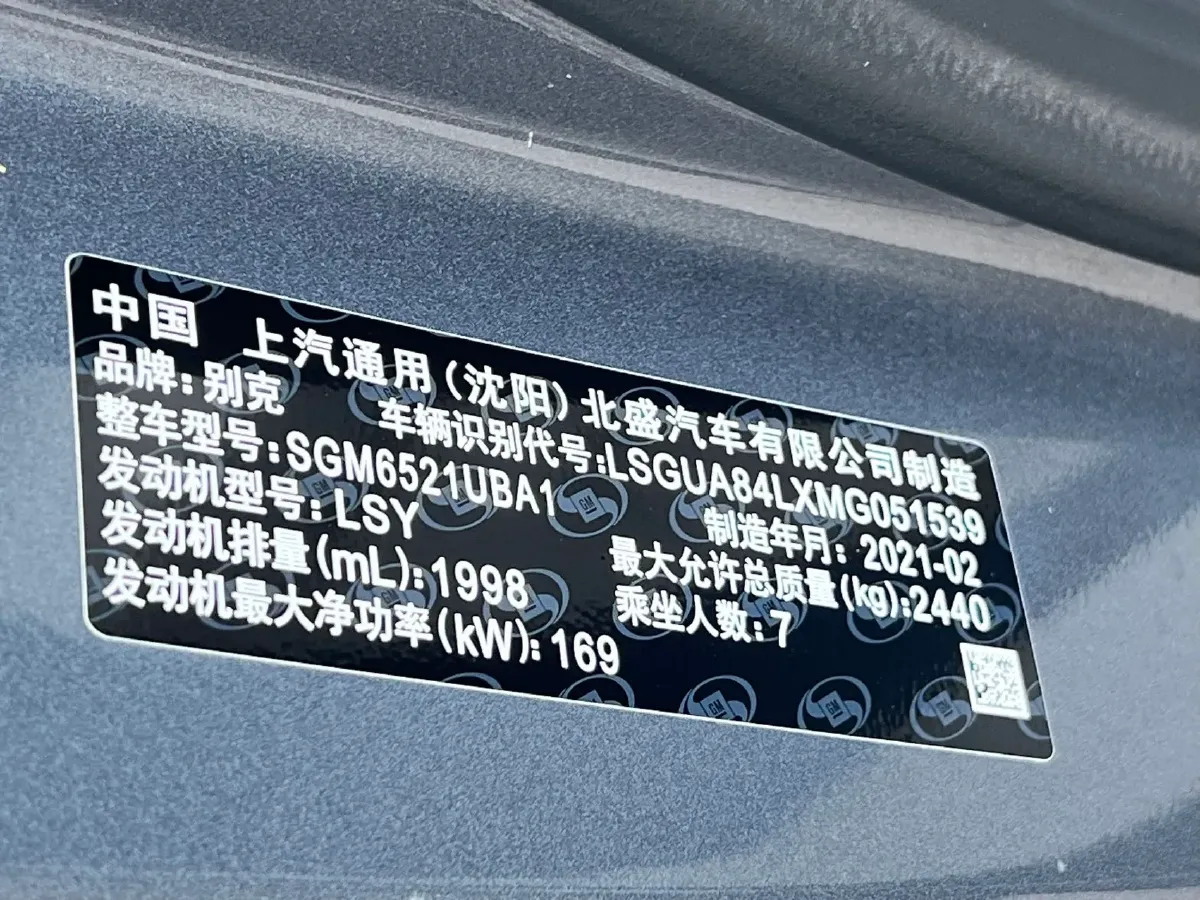 中国 上汽通用(沈阳)北盛汽车有限公司制造
品牌:别克 车辆识别代号:LSGUA84LXMG051539
整车型号:SGM6521UBA1 制造年月:2021-02
发动机型号:LSY 最大允许总质量(kg):2440
发动机排量(mL):1998 乘坐人数:7
发动机最大净功率(kW):169